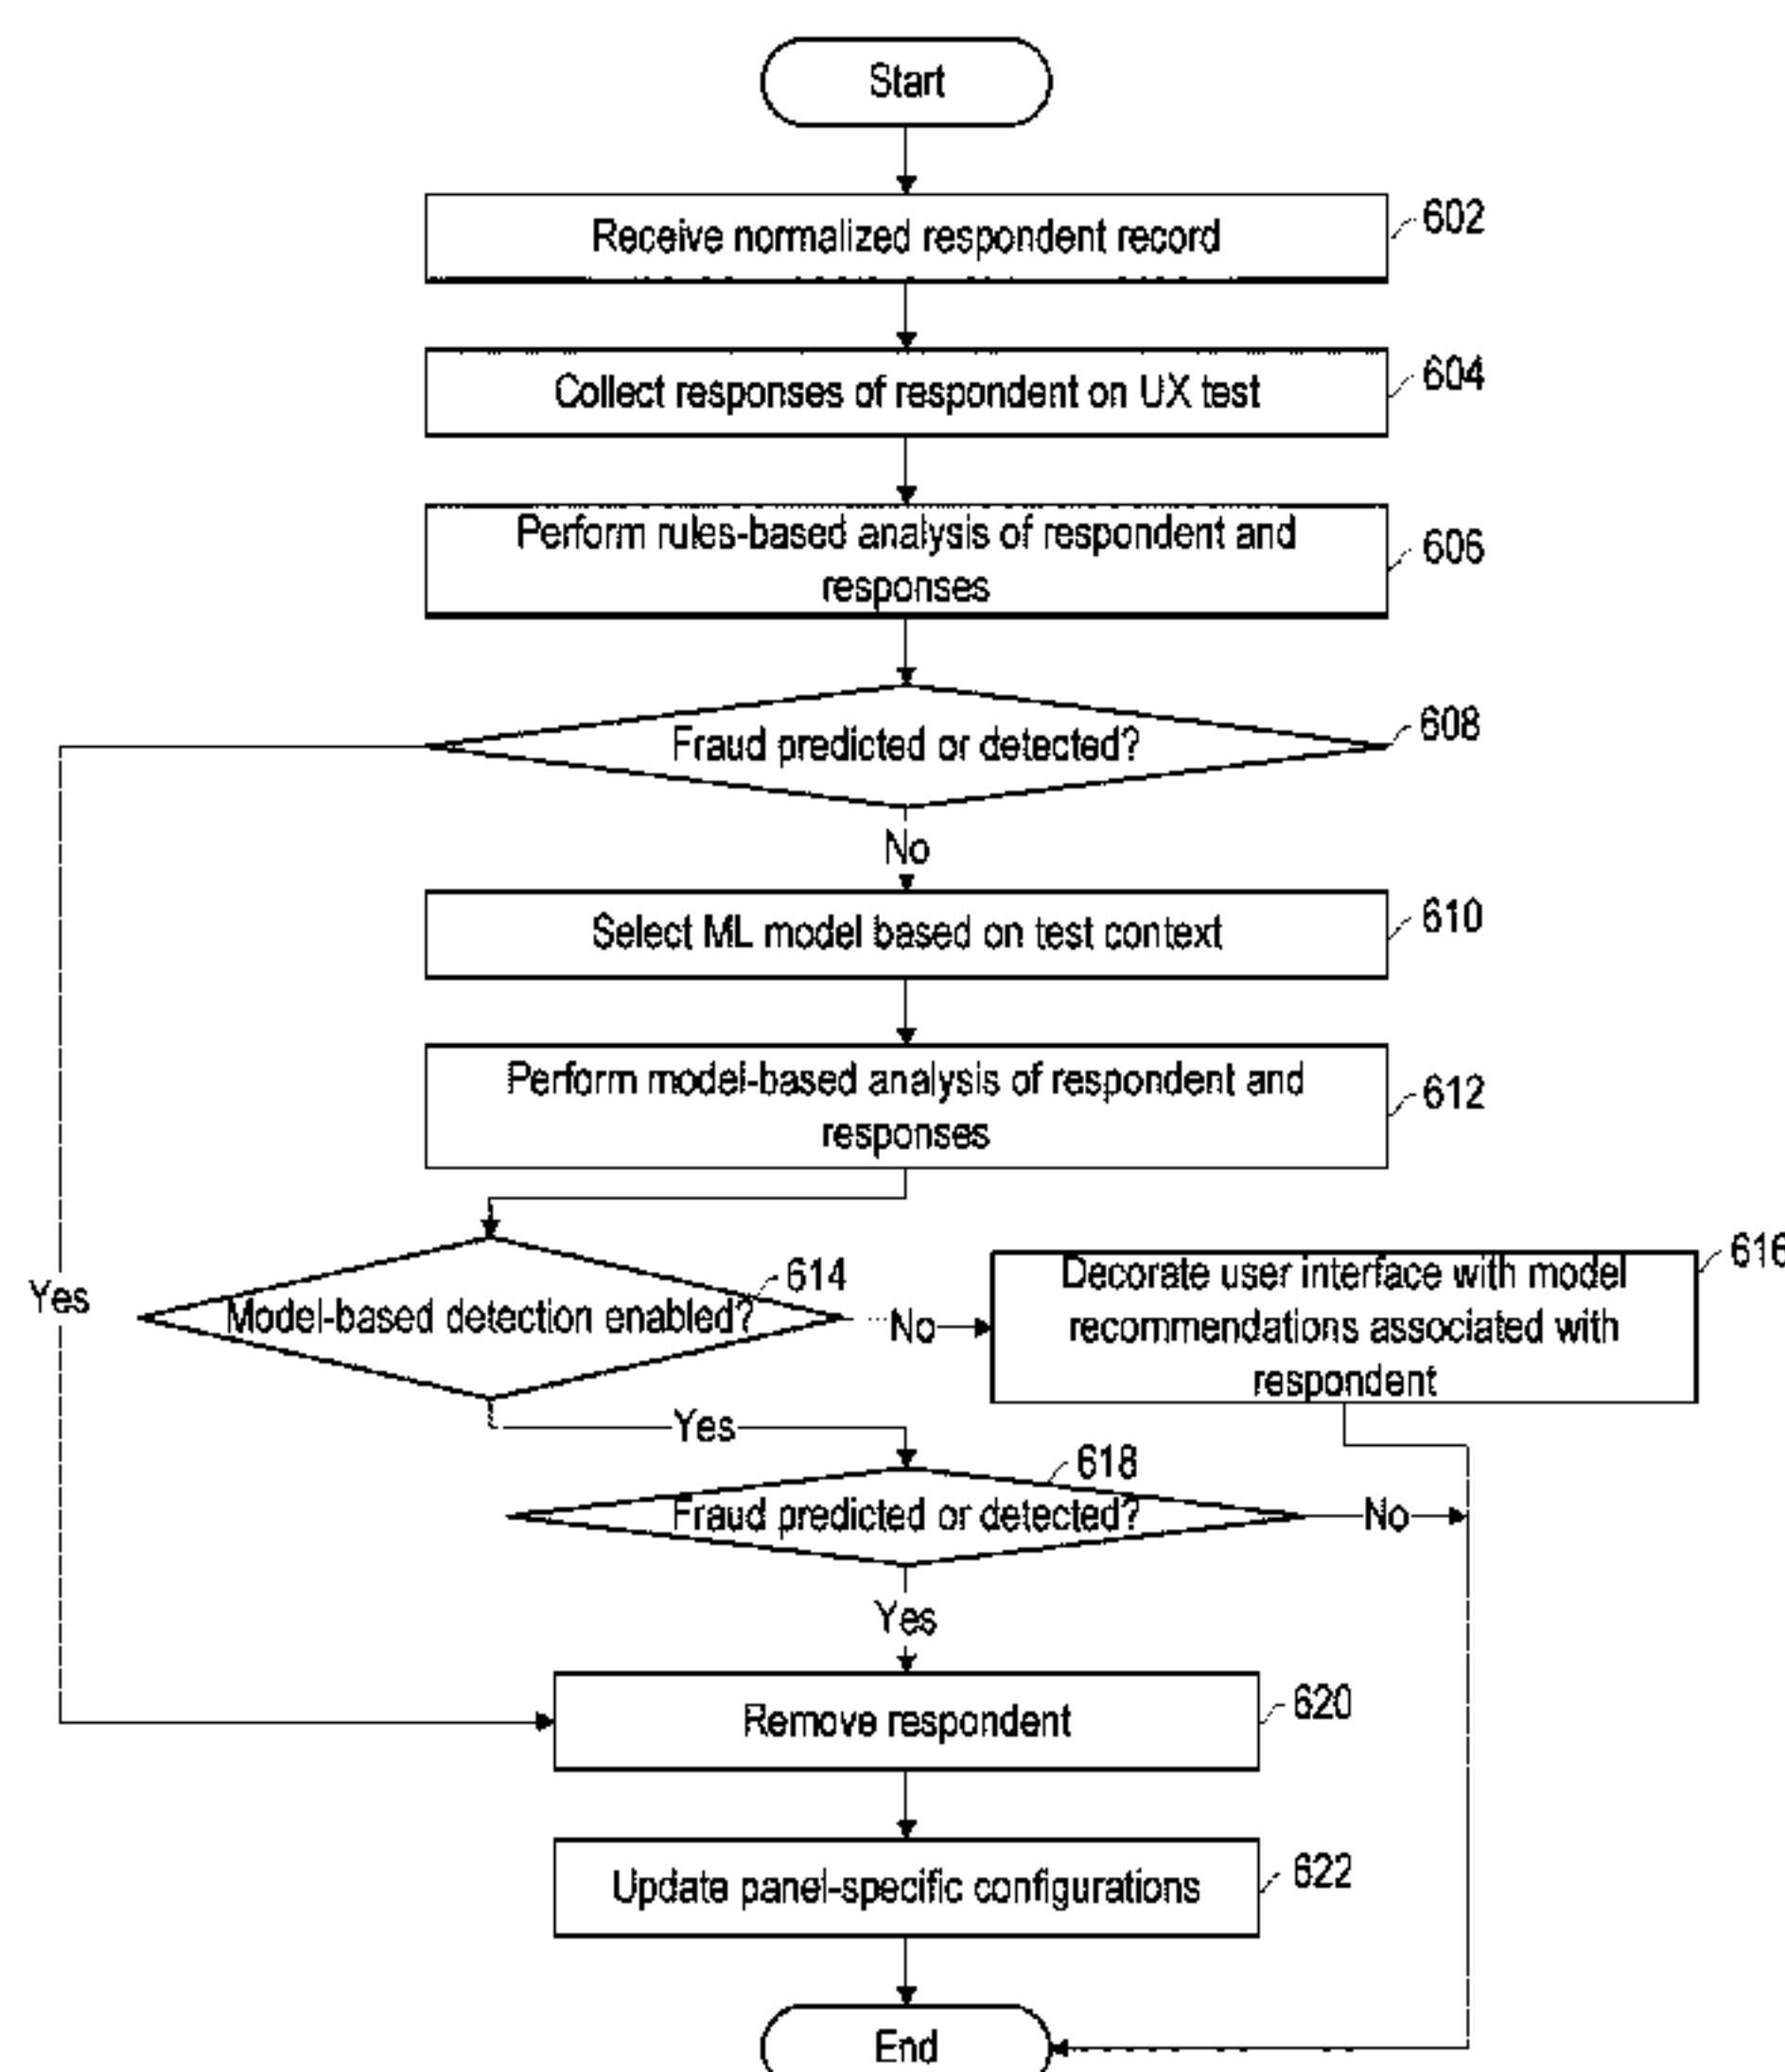 Start
Receive normalized respondent record
602
Collect responses of respondent on UX test
604
Perform rules-based analysis of respondent and
responses
606
Fraud predicted or detected?
608
No
Select ML model based on test context
610
Perform model-based analysis of respondent and
responses
612
Yes
Model-based detection enabled?
614
No
Decorate user interface with model
recommendations associated with
respondent
616
Yes
Fraud predicted or detected?
618
No
Yes
Remove respondent
620
Update panel-specific configurations
622
End